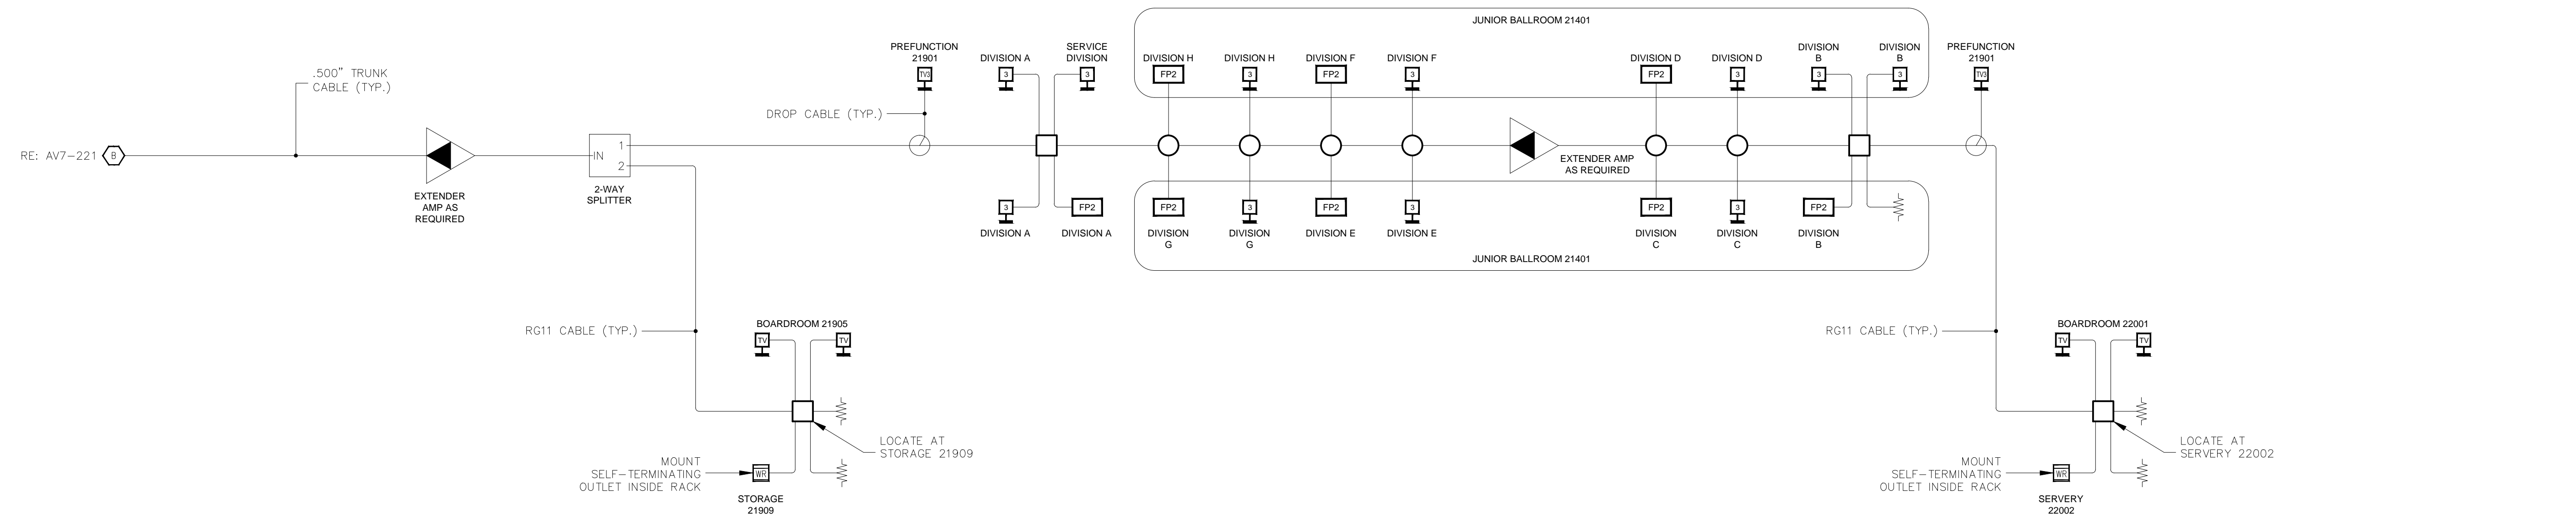 JUNIOR BALLROOM 21401
PREFUNCTION
21901
TV3
DIVISION A
3
SERVICE
DIVISION
3
DIVISION H
FP2
DIVISION H
3
DIVISION F
FP2
DIVISION F
3
DIVISION D
FP2
DIVISION D
3
DIVISION
B
3
DIVISION
B
3
PREFUNCTION
21901
TV3
.500" TRUNK
CABLE (TYP.)
DROP CABLE (TYP.)
RE: AV7-221
B
EXTENDER
AMP AS
REQUIRED
IN
1
2
2-WAY
SPLITTER
EXTENDER AMP
AS REQUIRED
3
DIVISION A
FP2
DIVISION A
FP2
DIVISION
G
3
DIVISION
G
FP2
DIVISION E
3
DIVISION E
FP2
DIVISION
C
3
DIVISION
C
FP2
DIVISION
B
JUNIOR BALLROOM 21401
RG11 CABLE (TYP.)
BOARDROOM 21905
TV
TV
LOCATE AT
STORAGE 21909
MOUNT
SELF-TERMINATING
OUTLET INSIDE RACK
WR
STORAGE
21909
RG11 CABLE (TYP.)
BOARDROOM 22001
TV
TV
LOCATE AT
SERVERY 22002
MOUNT
SELF-TERMINATING
OUTLET INSIDE RACK
WR
SERVERY
22002